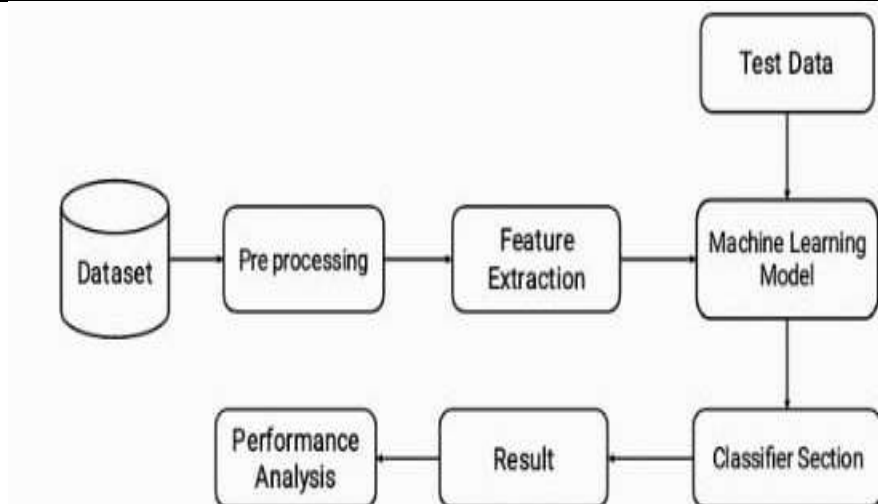 Test Data
Dataset
Pre processing
Feature
Extraction
Machine Learning
Model
Classifier Section
Result
Performance
Analysis